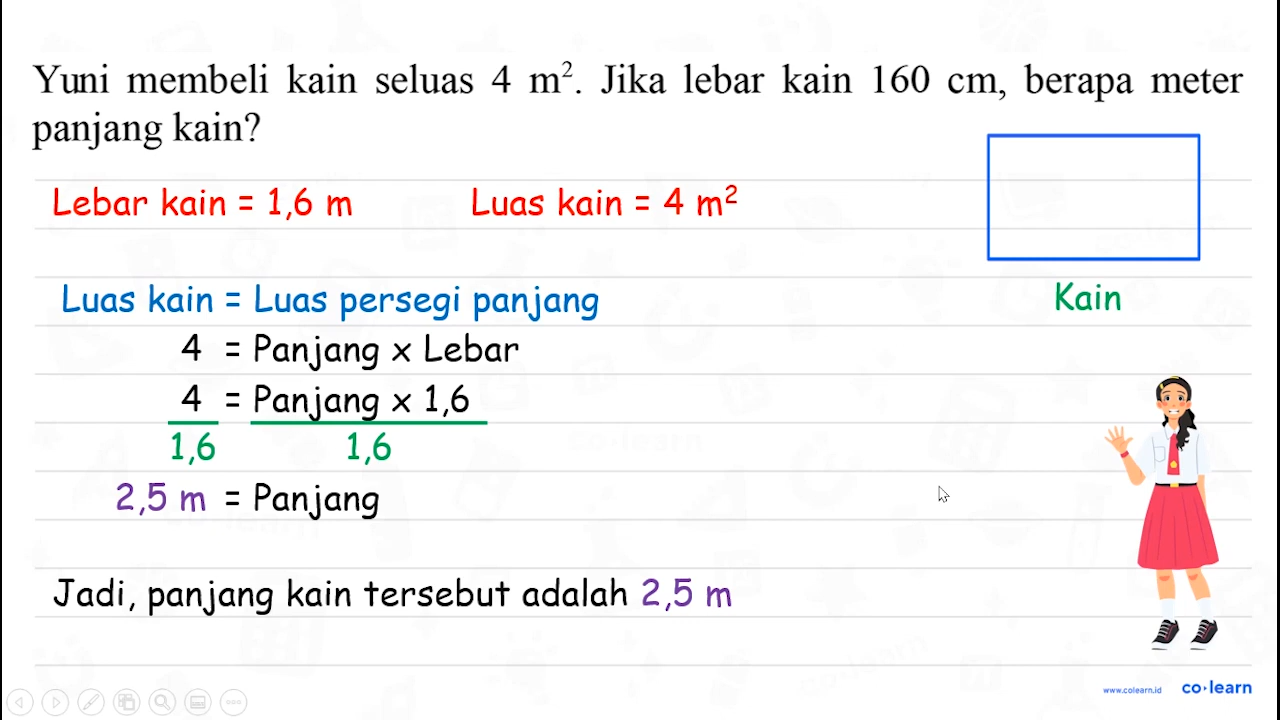 Yuni membeli kain seluas 4 m². Jika lebar kain 160 cm, berapa meter
panjang kain?
Lebar kain = 1,6 m Luas kain = 4 m²
Luas kain = Luas persegi panjang
Kain
4 = Panjang x Lebar
4 = Panjang x 1,6
1,6 1,6
2,5 m = Panjang
Jadi, panjang kain tersebut adalah 2,5 m
www.colearn.id co·learn